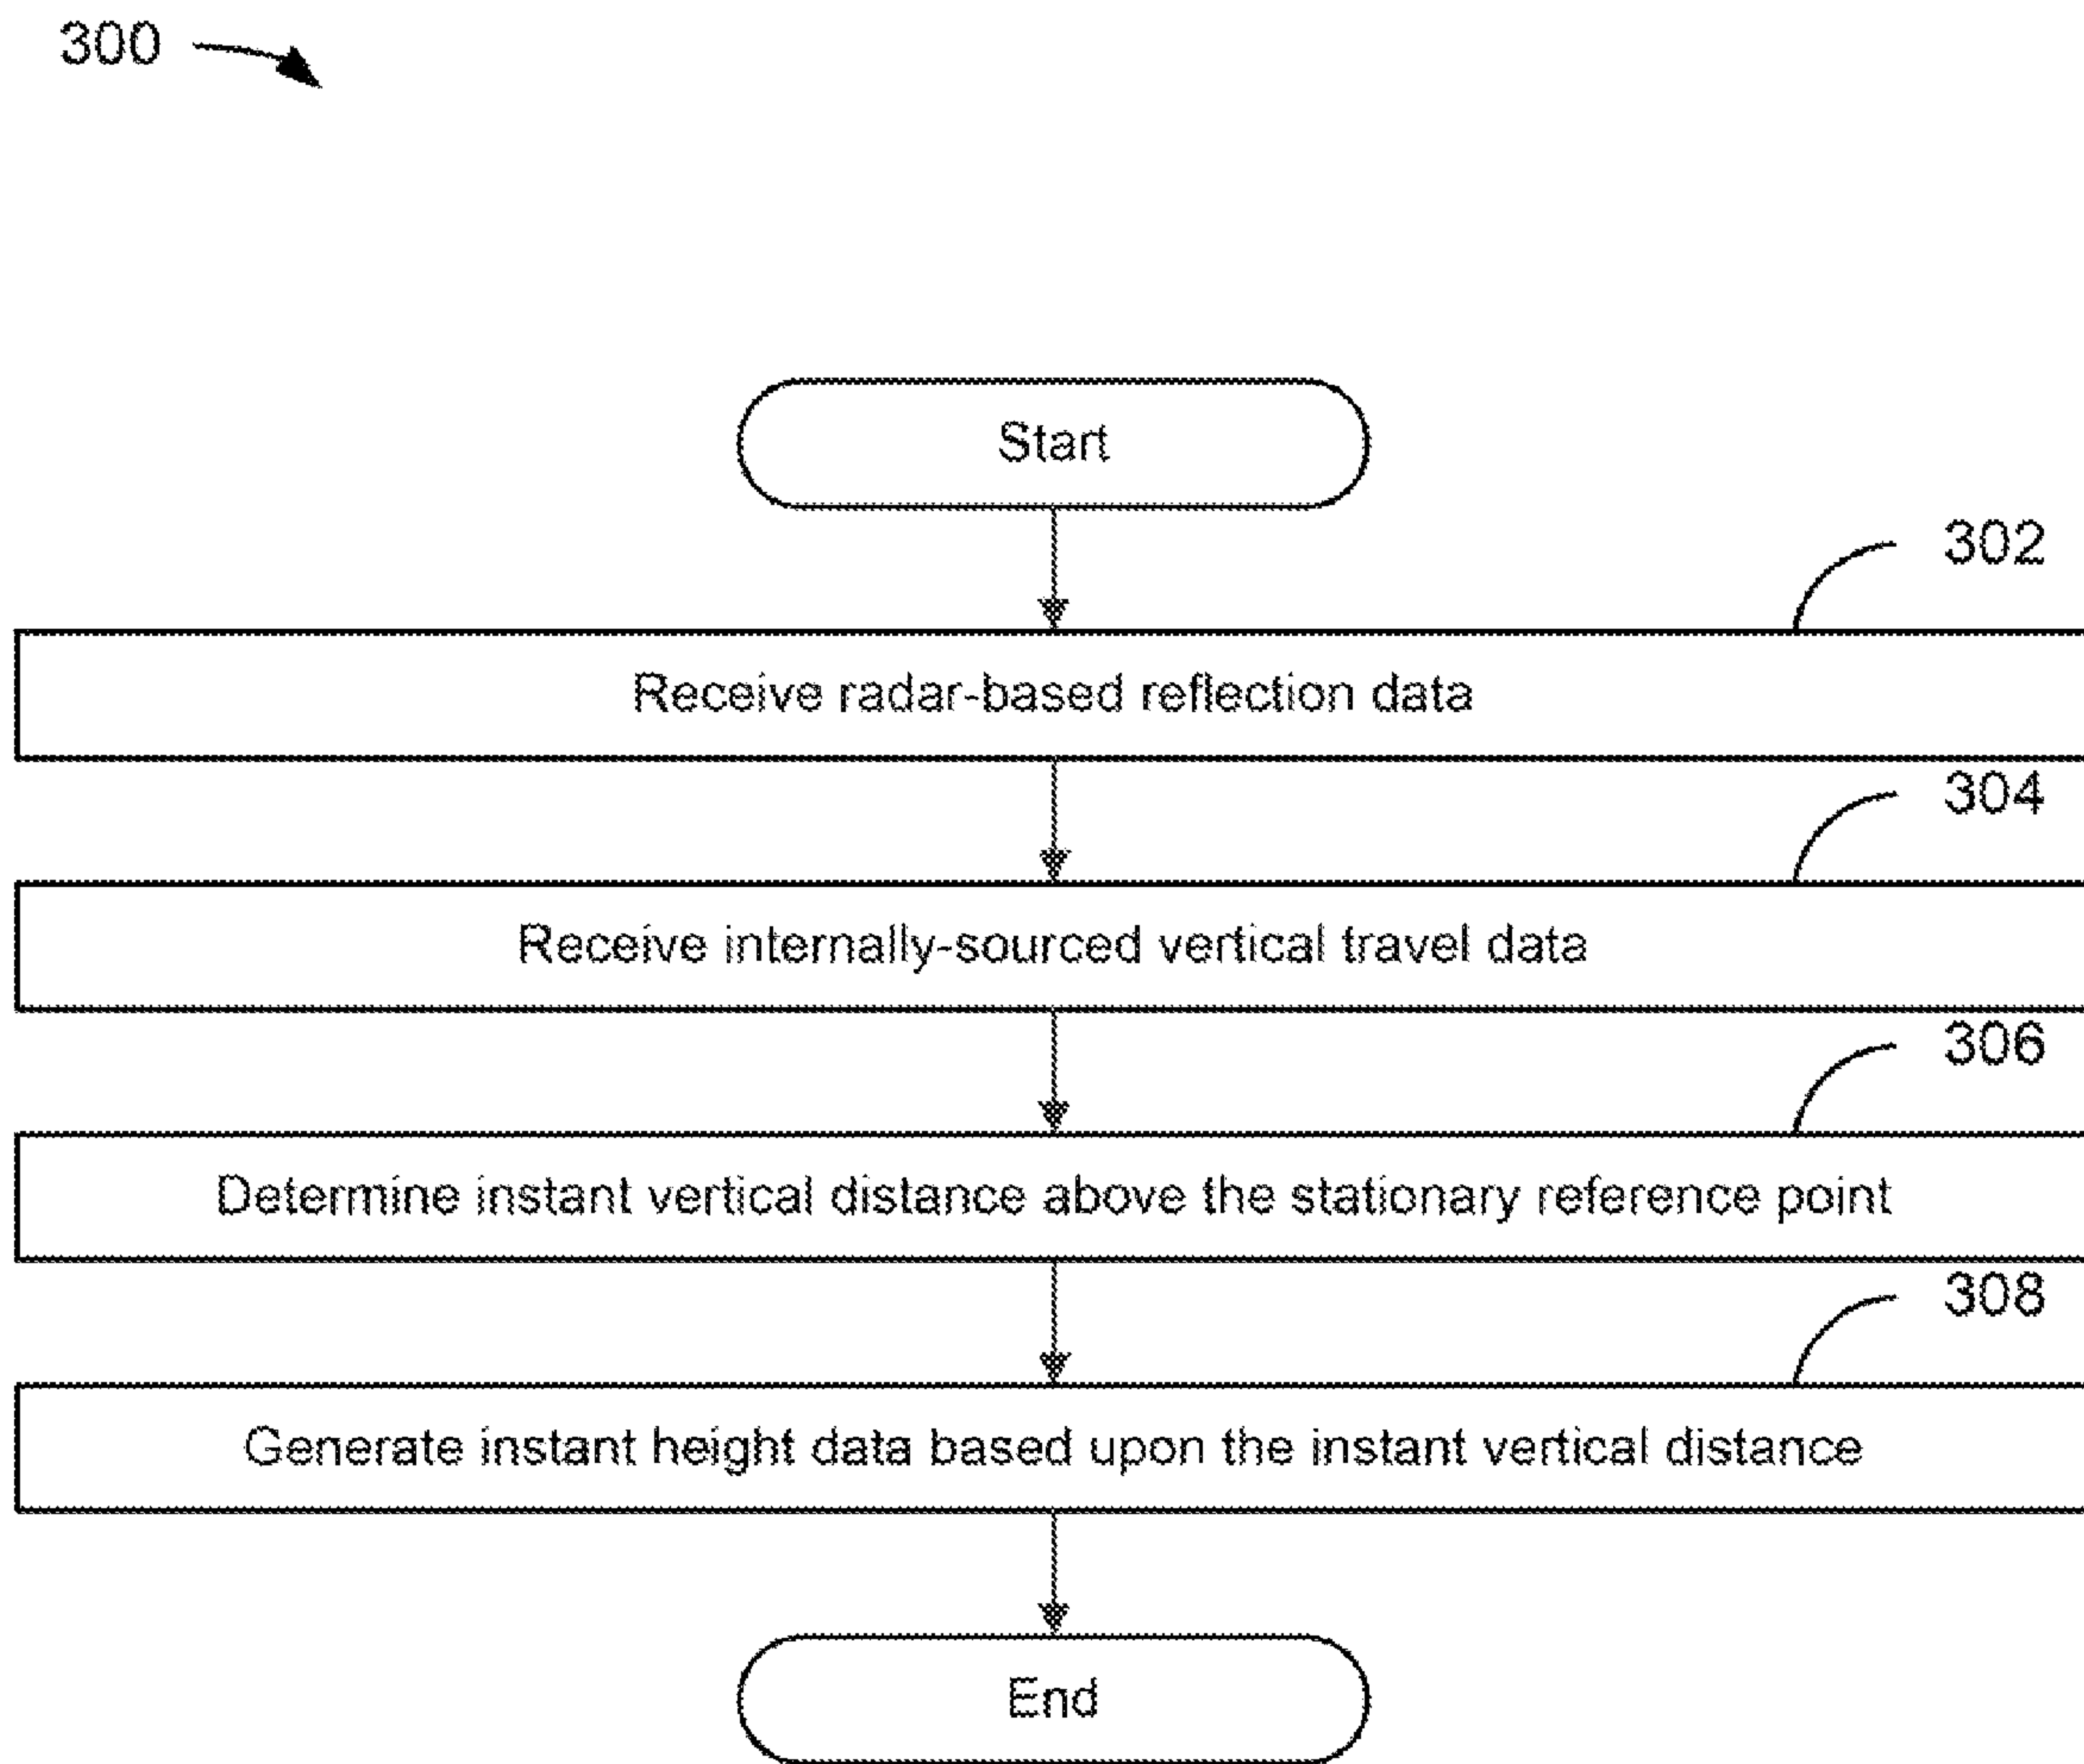 300
Start
302
Receive radar-based reflection data
304
Receive internally-sourced vertical travel data
306
Determine instant vertical distance above the stationary reference point
308
Generate instant height data based upon the instant vertical distance
End